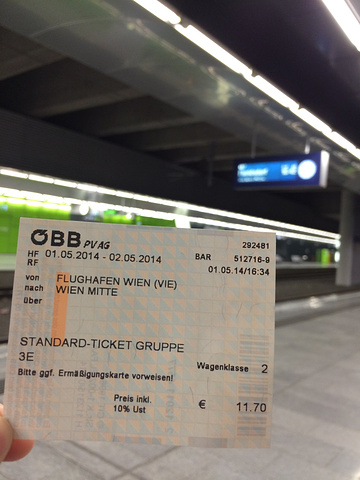 ÖBB PV AG 292481
HF 01.05.2014 - 02.05.2014 BAR 512716-9
RF 01.05.14/16:34
von FLUGHAFEN WIEN (VIE)
nach WIEN MITTE
über
STANDARD-TICKET GRUPPE
3E Wagenklasse 2
Bitte ggf. Ermäßigungskarte vorweisen!
Preis inkl.
10% Ust € 11.70